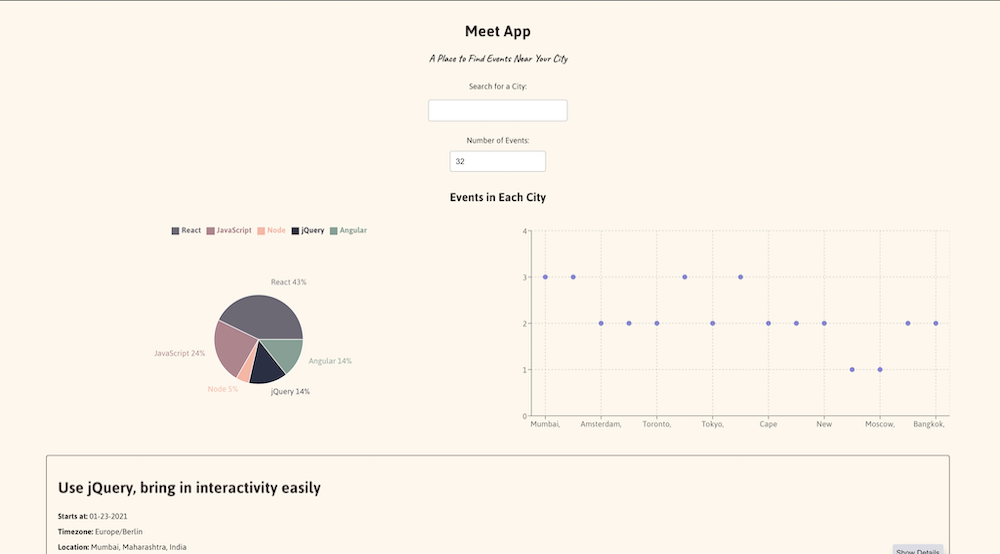 Meet App
A Place to Find Events Near Your City
Search for a City:
Number of Events:
32
Events in Each City
React JavaScript Node jQuery Angular
React 43%
JavaScript 24%
Angular 14%
Node 5%
jQuery 14%
4
3
2
1
0
Mumbai, Amsterdam, Toronto, Tokyo, Cape New Moscow, Bangkok,
Use jQuery, bring in interactivity easily
Starts at: 01-23-2021
Timezone: Europe/Berlin
Location: Mumbai, Maharashtra, India
Show Details